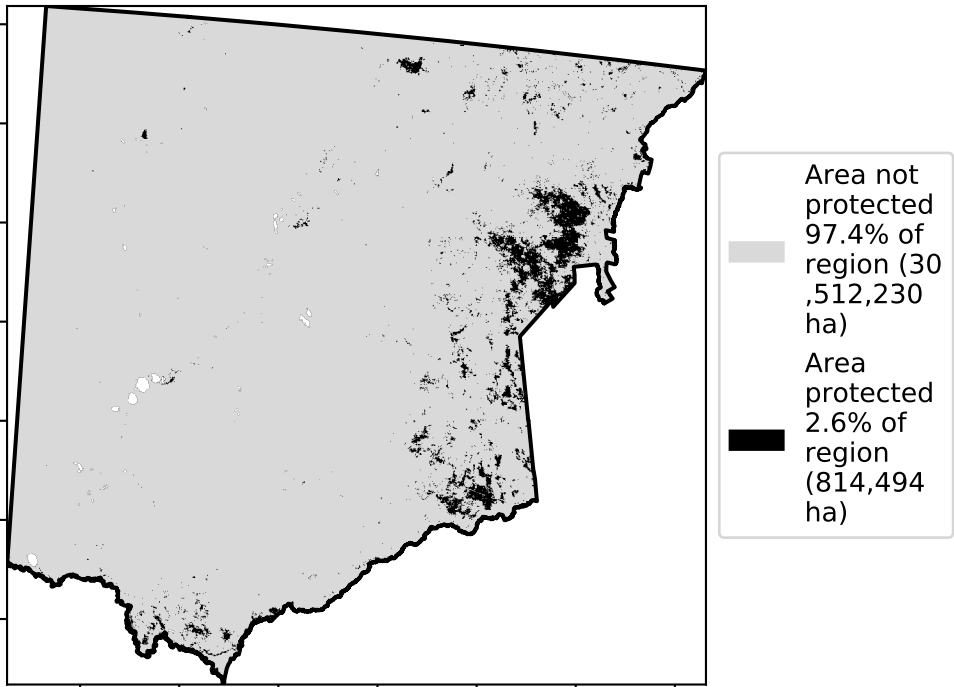 Area not
protected
97.4% of
region (30
,512,230
ha)
Area
protected
2.6% of
region
(814,494
ha)